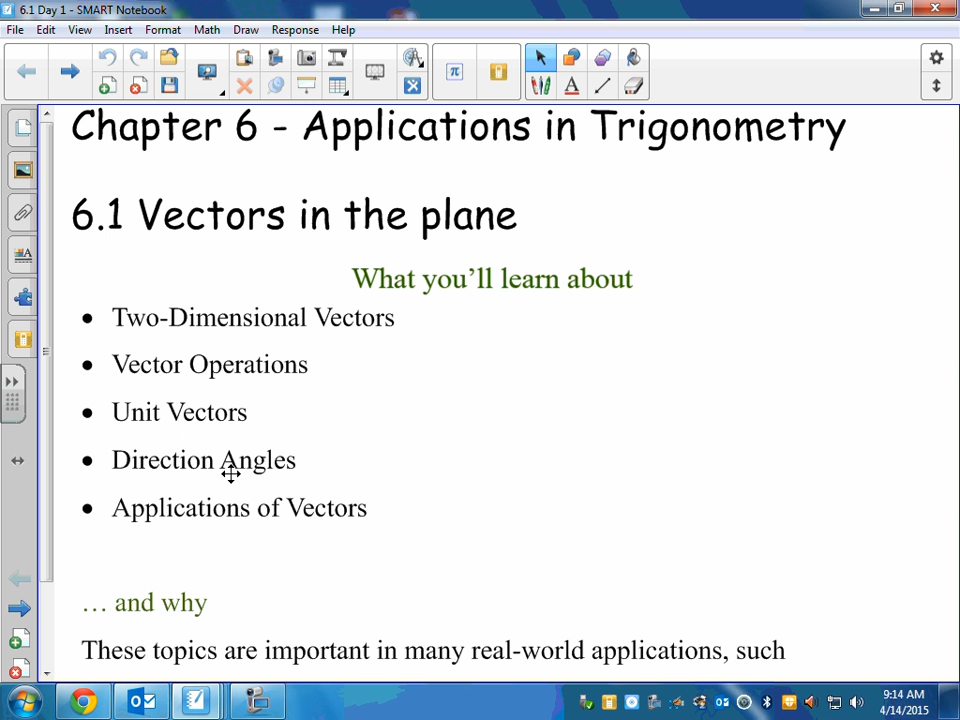 6.1 Day 1 - SMART Notebook
File Edit View Insert Format Math Draw Response Help
Chapter 6 - Applications in Trigonometry
6.1 Vectors in the plane
What you'll learn about
• Two-Dimensional Vectors
• Vector Operations
• Unit Vectors
• Direction Angles
• Applications of Vectors
… and why
These topics are important in many real-world applications, such
9:14 AM
4/14/2015